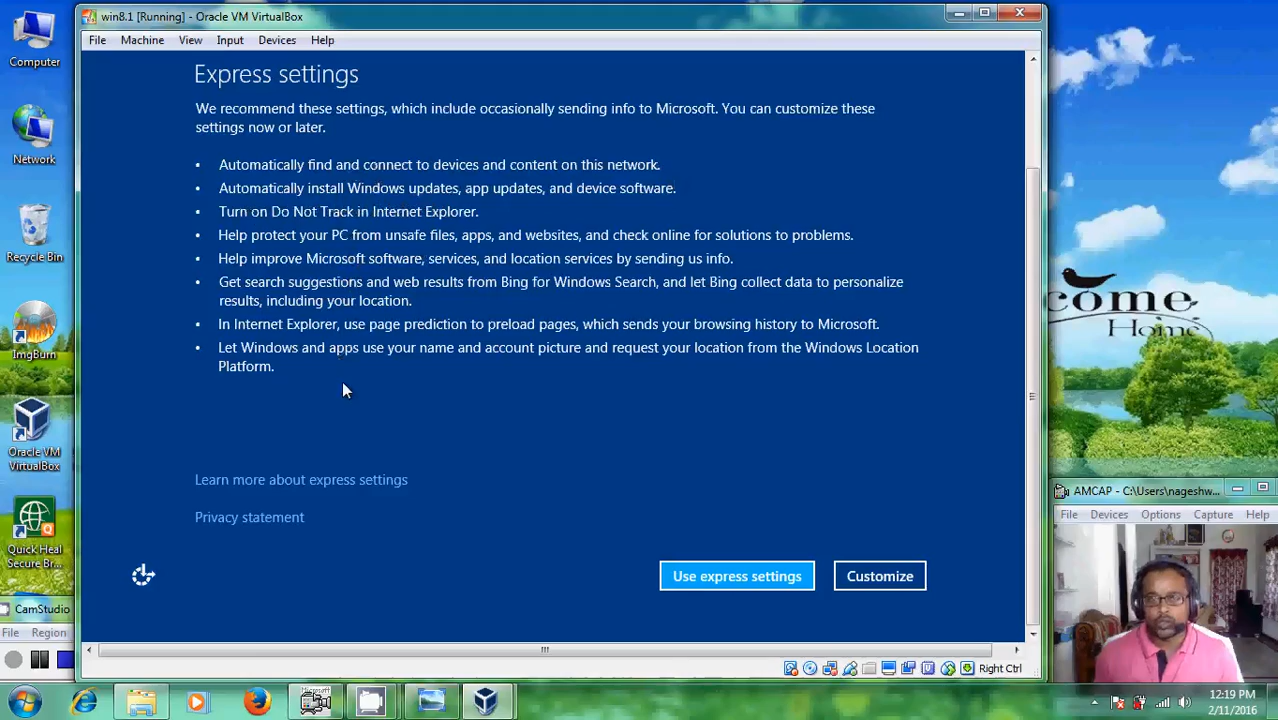 win8.1 [Running] - Oracle VM VirtualBox
File Machine View Input Devices Help
Computer
Network
Recycle Bin
ImgBurn
Oracle VM
VirtualBox
Quick Heal
Secure Br...
CamStudio
File Region
Express settings
We recommend these settings, which include occasionally sending info to Microsoft. You can customize these
settings now or later.
• Automatically find and connect to devices and content on this network.
• Automatically install Windows updates, app updates, and device software.
• Turn on Do Not Track in Internet Explorer.
• Help protect your PC from unsafe files, apps, and websites, and check online for solutions to problems.
• Help improve Microsoft software, services, and location services by sending us info.
• Get search suggestions and web results from Bing for Windows Search, and let Bing collect data to personalize
results, including your location.
• In Internet Explorer, use page prediction to preload pages, which sends your browsing history to Microsoft.
• Let Windows and apps use your name and account picture and request your location from the Windows Location
Platform.
Learn more about express settings
Privacy statement
Use express settings Customize
Right Ctrl
come
Home
AMCAP - C:\Users\nageshw...
File Devices Options Capture Help
12:19 PM
2/11/2016